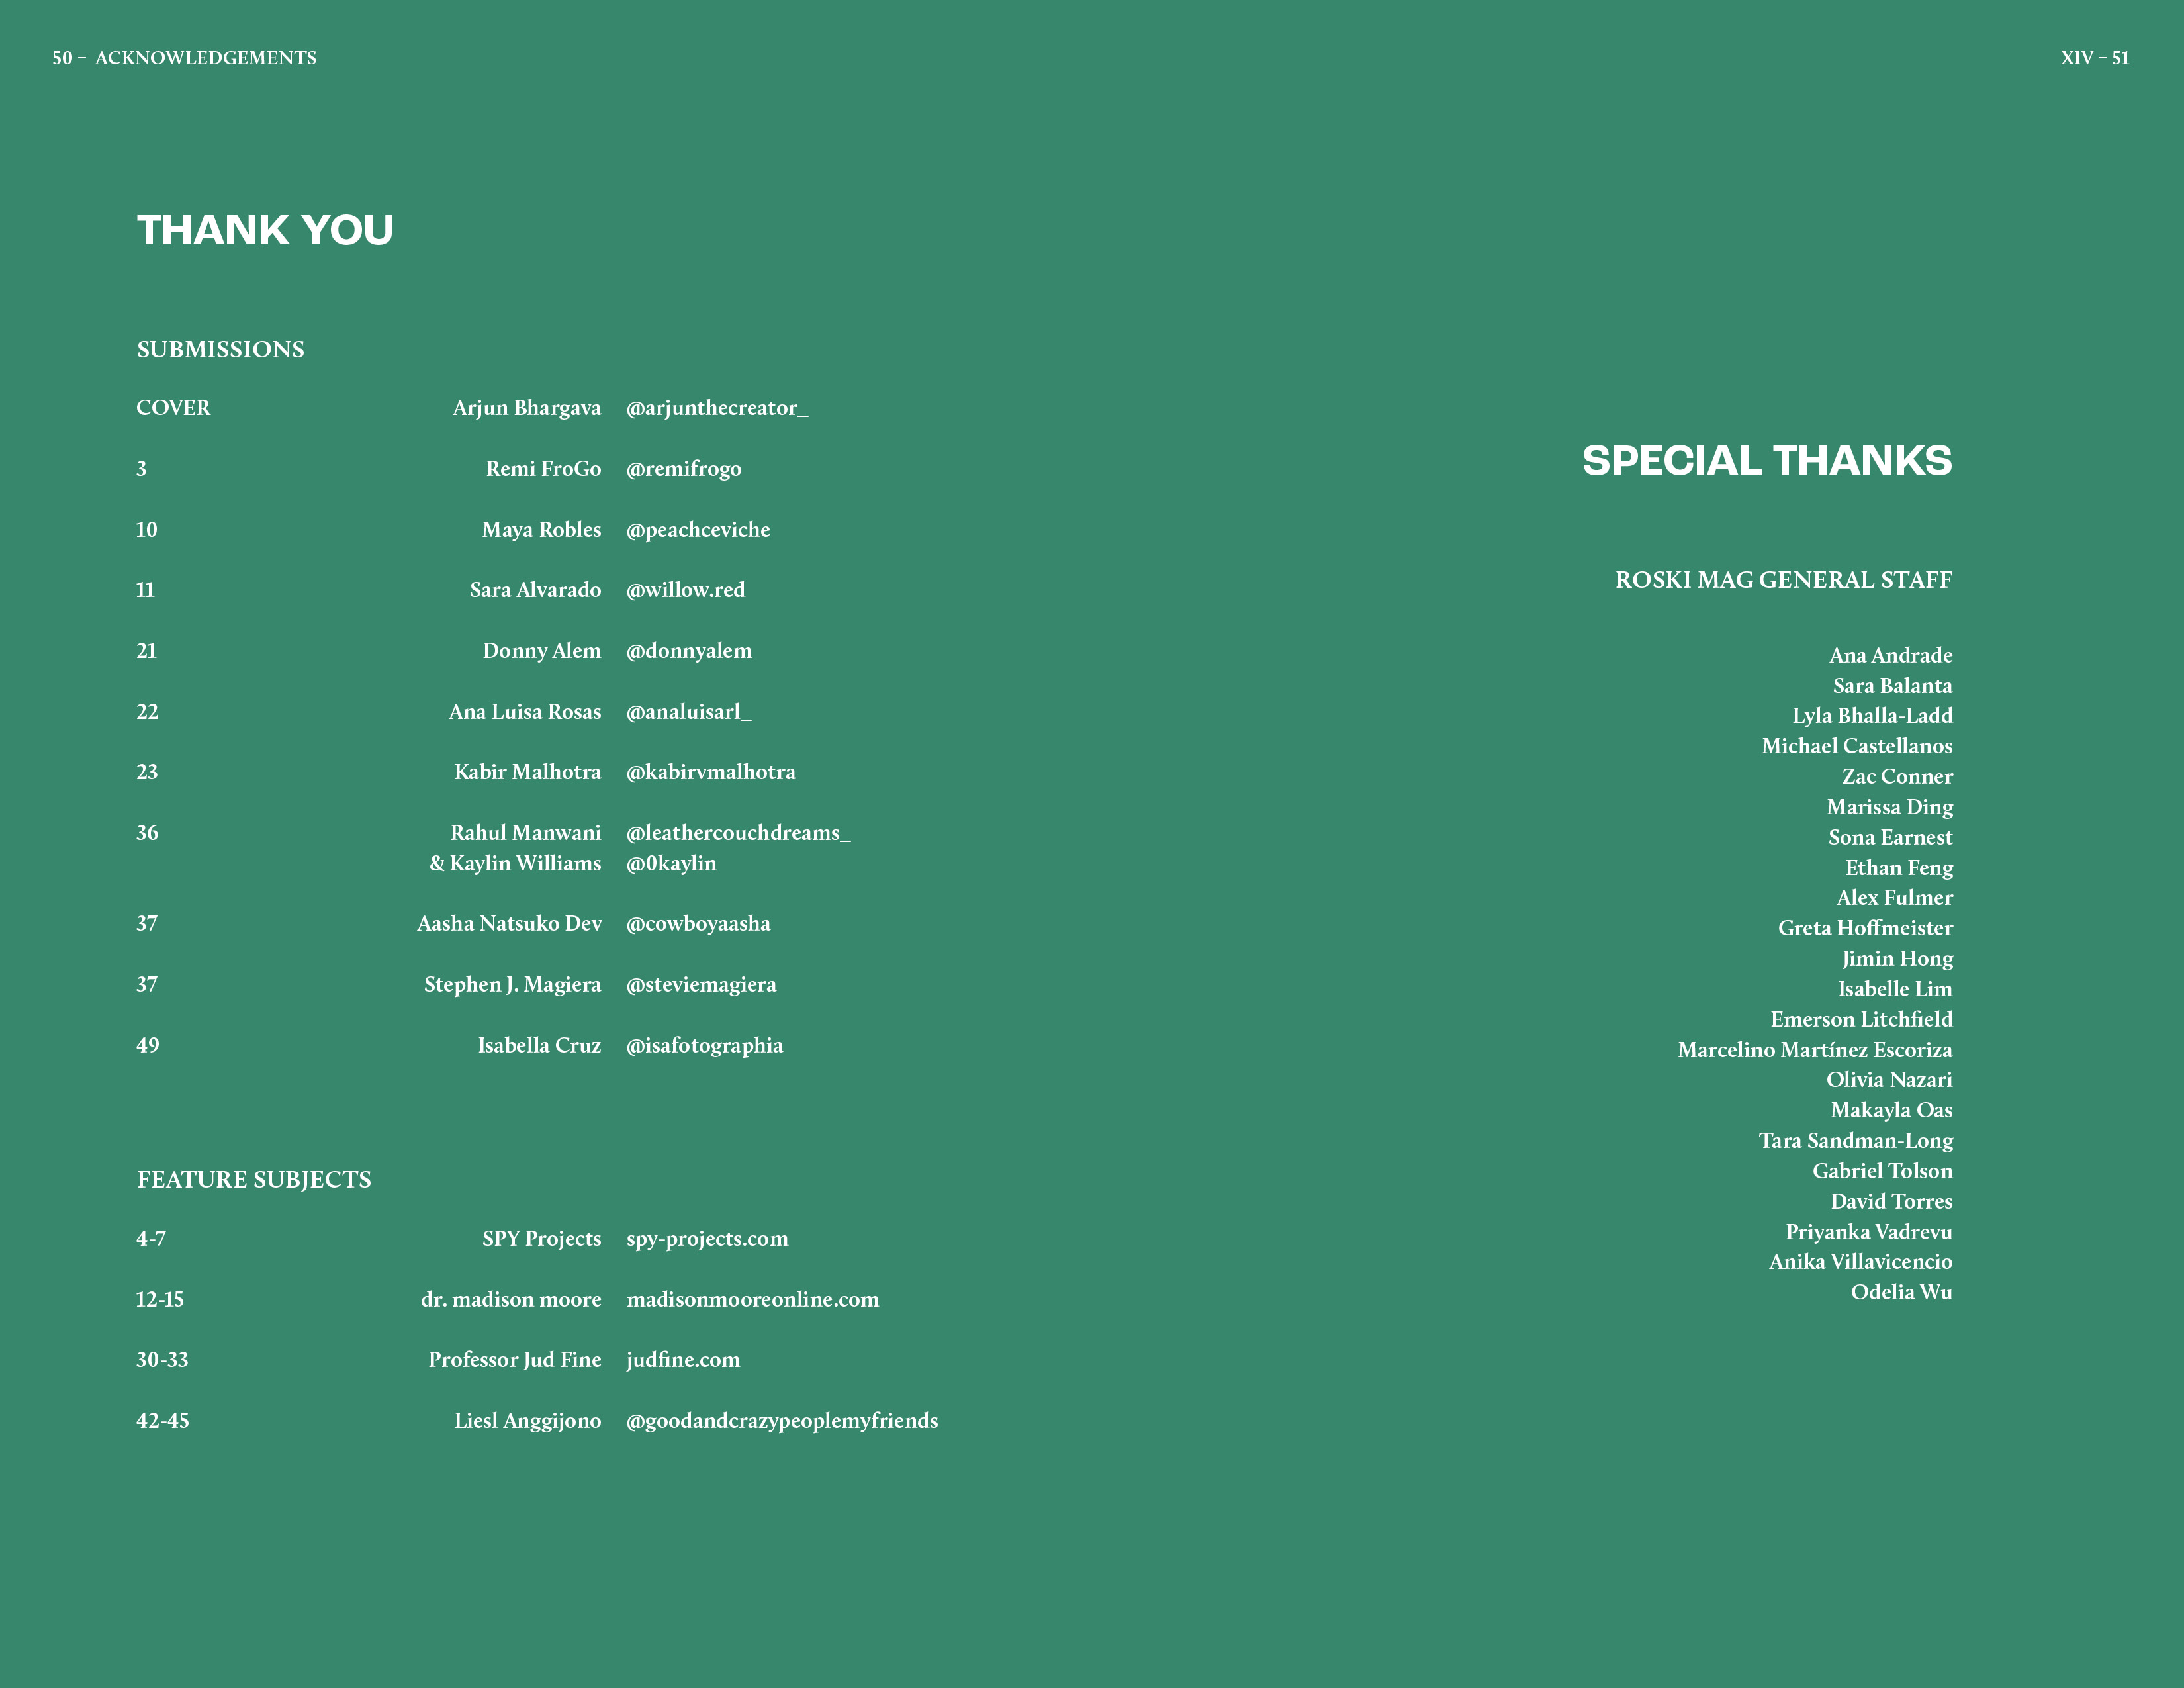 50 – ACKNOWLEDGEMENTS
XIV – 51
THANK YOU
SUBMISSIONS
COVER Arjun Bhargava @arjunthecreator_
3 Remi FroGo @remifrogo
10 Maya Robles @peachceviche
11 Sara Alvarado @willow.red
21 Donny Alem @donnyalem
22 Ana Luisa Rosas @analuisarl_
23 Kabir Malhotra @kabirvmalhotra
36 Rahul Manwani @leathercouchdreams_
& Kaylin Williams @0kaylin
37 Aasha Natsuko Dev @cowboyaasha
37 Stephen J. Magiera @steviemagiera
49 Isabella Cruz @isafotographia
FEATURE SUBJECTS
4-7 SPY Projects spy-projects.com
12-15 dr. madison moore madisonmooreonline.com
30-33 Professor Jud Fine judfine.com
42-45 Liesl Anggijono @goodandcrazypeoplemyfriends
SPECIAL THANKS
ROSKI MAG GENERAL STAFF
Ana Andrade
Sara Balanta
Lyla Bhalla-Ladd
Michael Castellanos
Zac Conner
Marissa Ding
Sona Earnest
Ethan Feng
Alex Fulmer
Greta Hoffmeister
Jimin Hong
Isabelle Lim
Emerson Litchfield
Marcelino Martínez Escoriza
Olivia Nazari
Makayla Oas
Tara Sandman-Long
Gabriel Tolson
David Torres
Priyanka Vadrevu
Anika Villavicencio
Odelia Wu